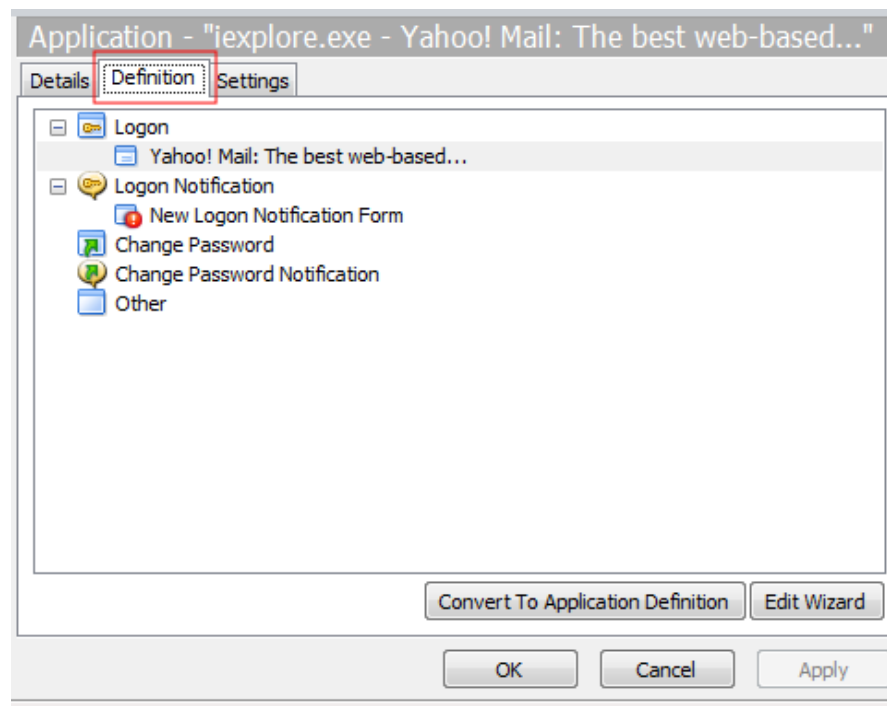 Application - "iexplore.exe - Yahoo! Mail: The best web-based..."
Details Definition Settings
Logon
Yahoo! Mail: The best web-based...
Logon Notification
New Logon Notification Form
Change Password
Change Password Notification
Other
Convert To Application Definition Edit Wizard
OK Cancel Apply